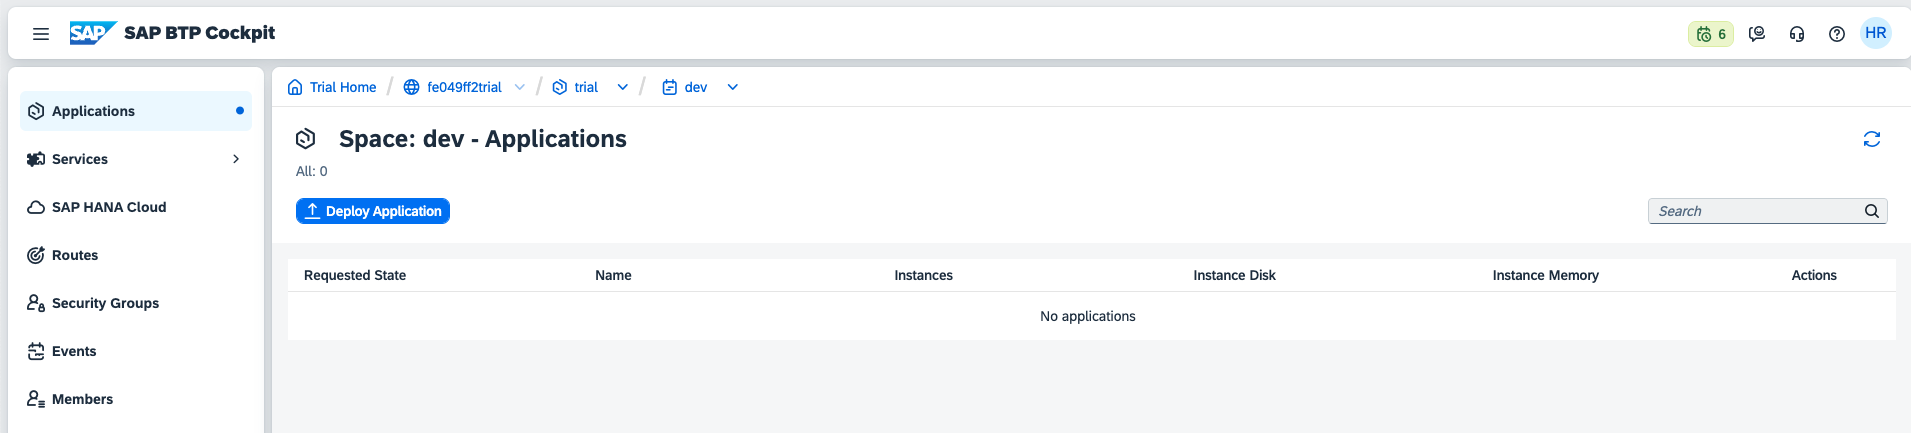 SAP SAP BTP Cockpit
6
HR
Applications
Services
SAP HANA Cloud
Routes
Security Groups
Events
Members
Trial Home / fe049ff2trial / trial / dev
Space: dev - Applications
All: 0
Deploy Application
Search
Requested State Name Instances Instance Disk Instance Memory Actions
No applications